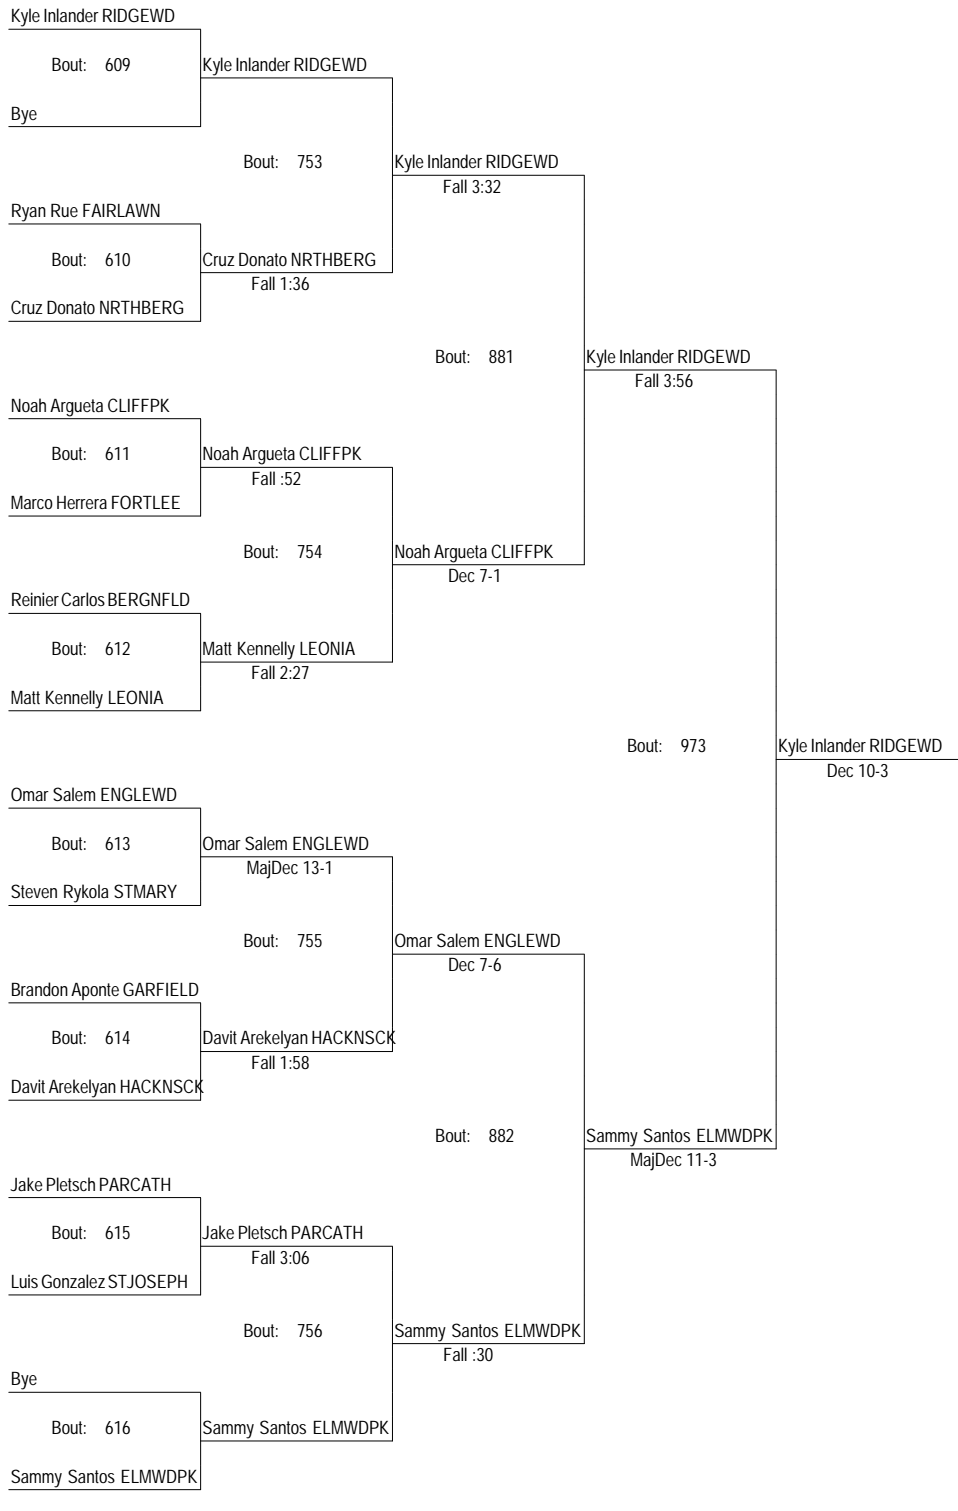 Kyle Inlander RIDGEWD
Bout: 609 Kyle Inlander RIDGEWD
Bye
Bout: 753 Kyle Inlander RIDGEWD
Fall 3:32
Ryan Rue FAIRLAWN
Bout: 610 Cruz Donato NRTHBERG
Fall 1:36
Cruz Donato NRTHBERG
Bout: 881 Kyle Inlander RIDGEWD
Fall 3:56
Noah Argueta CLIFFPK
Bout: 611 Noah Argueta CLIFFPK
Fall :52
Marco Herrera FORTLEE
Bout: 754 Noah Argueta CLIFFPK
Dec 7-1
Reinier Carlos BERGNFLD
Bout: 612 Matt Kennelly LEONIA
Fall 2:27
Matt Kennelly LEONIA
Bout: 973 Kyle Inlander RIDGEWD
Dec 10-3
Omar Salem ENGLEWD
Bout: 613 Omar Salem ENGLEWD
MajDec 13-1
Steven Rykola STMARY
Bout: 755 Omar Salem ENGLEWD
Dec 7-6
Brandon Aponte GARFIELD
Bout: 614 Davit Arekelyan HACKNSCK
Fall 1:58
Davit Arekelyan HACKNSCK
Bout: 882 Sammy Santos ELMWDPK
MajDec 11-3
Jake Pletsch PARCATH
Bout: 615 Jake Pletsch PARCATH
Fall 3:06
Luis Gonzalez STJOSEPH
Bout: 756 Sammy Santos ELMWDPK
Fall :30
Bye
Bout: 616 Sammy Santos ELMWDPK
Sammy Santos ELMWDPK